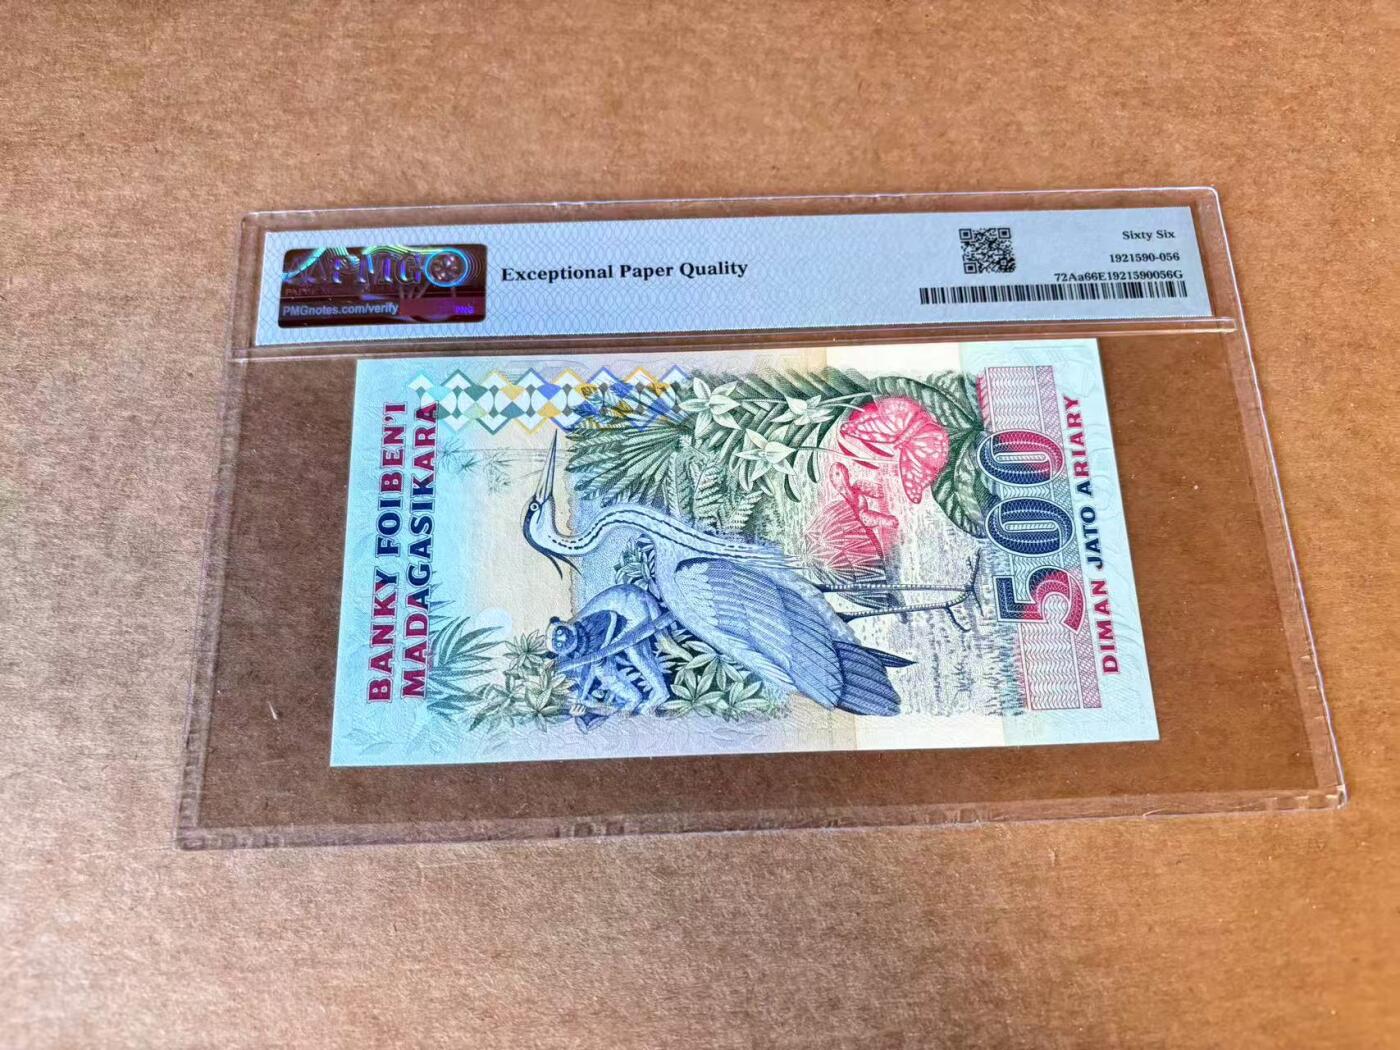 PMG
PMGnotes.com/verify
PMG
Exceptional Paper Quality
Sixty Six
1921590-056
72Aa66E1921590056G
BANKY FOIBEN'I
MADAGASIKARA
500
DIMAN JATO ARIARY